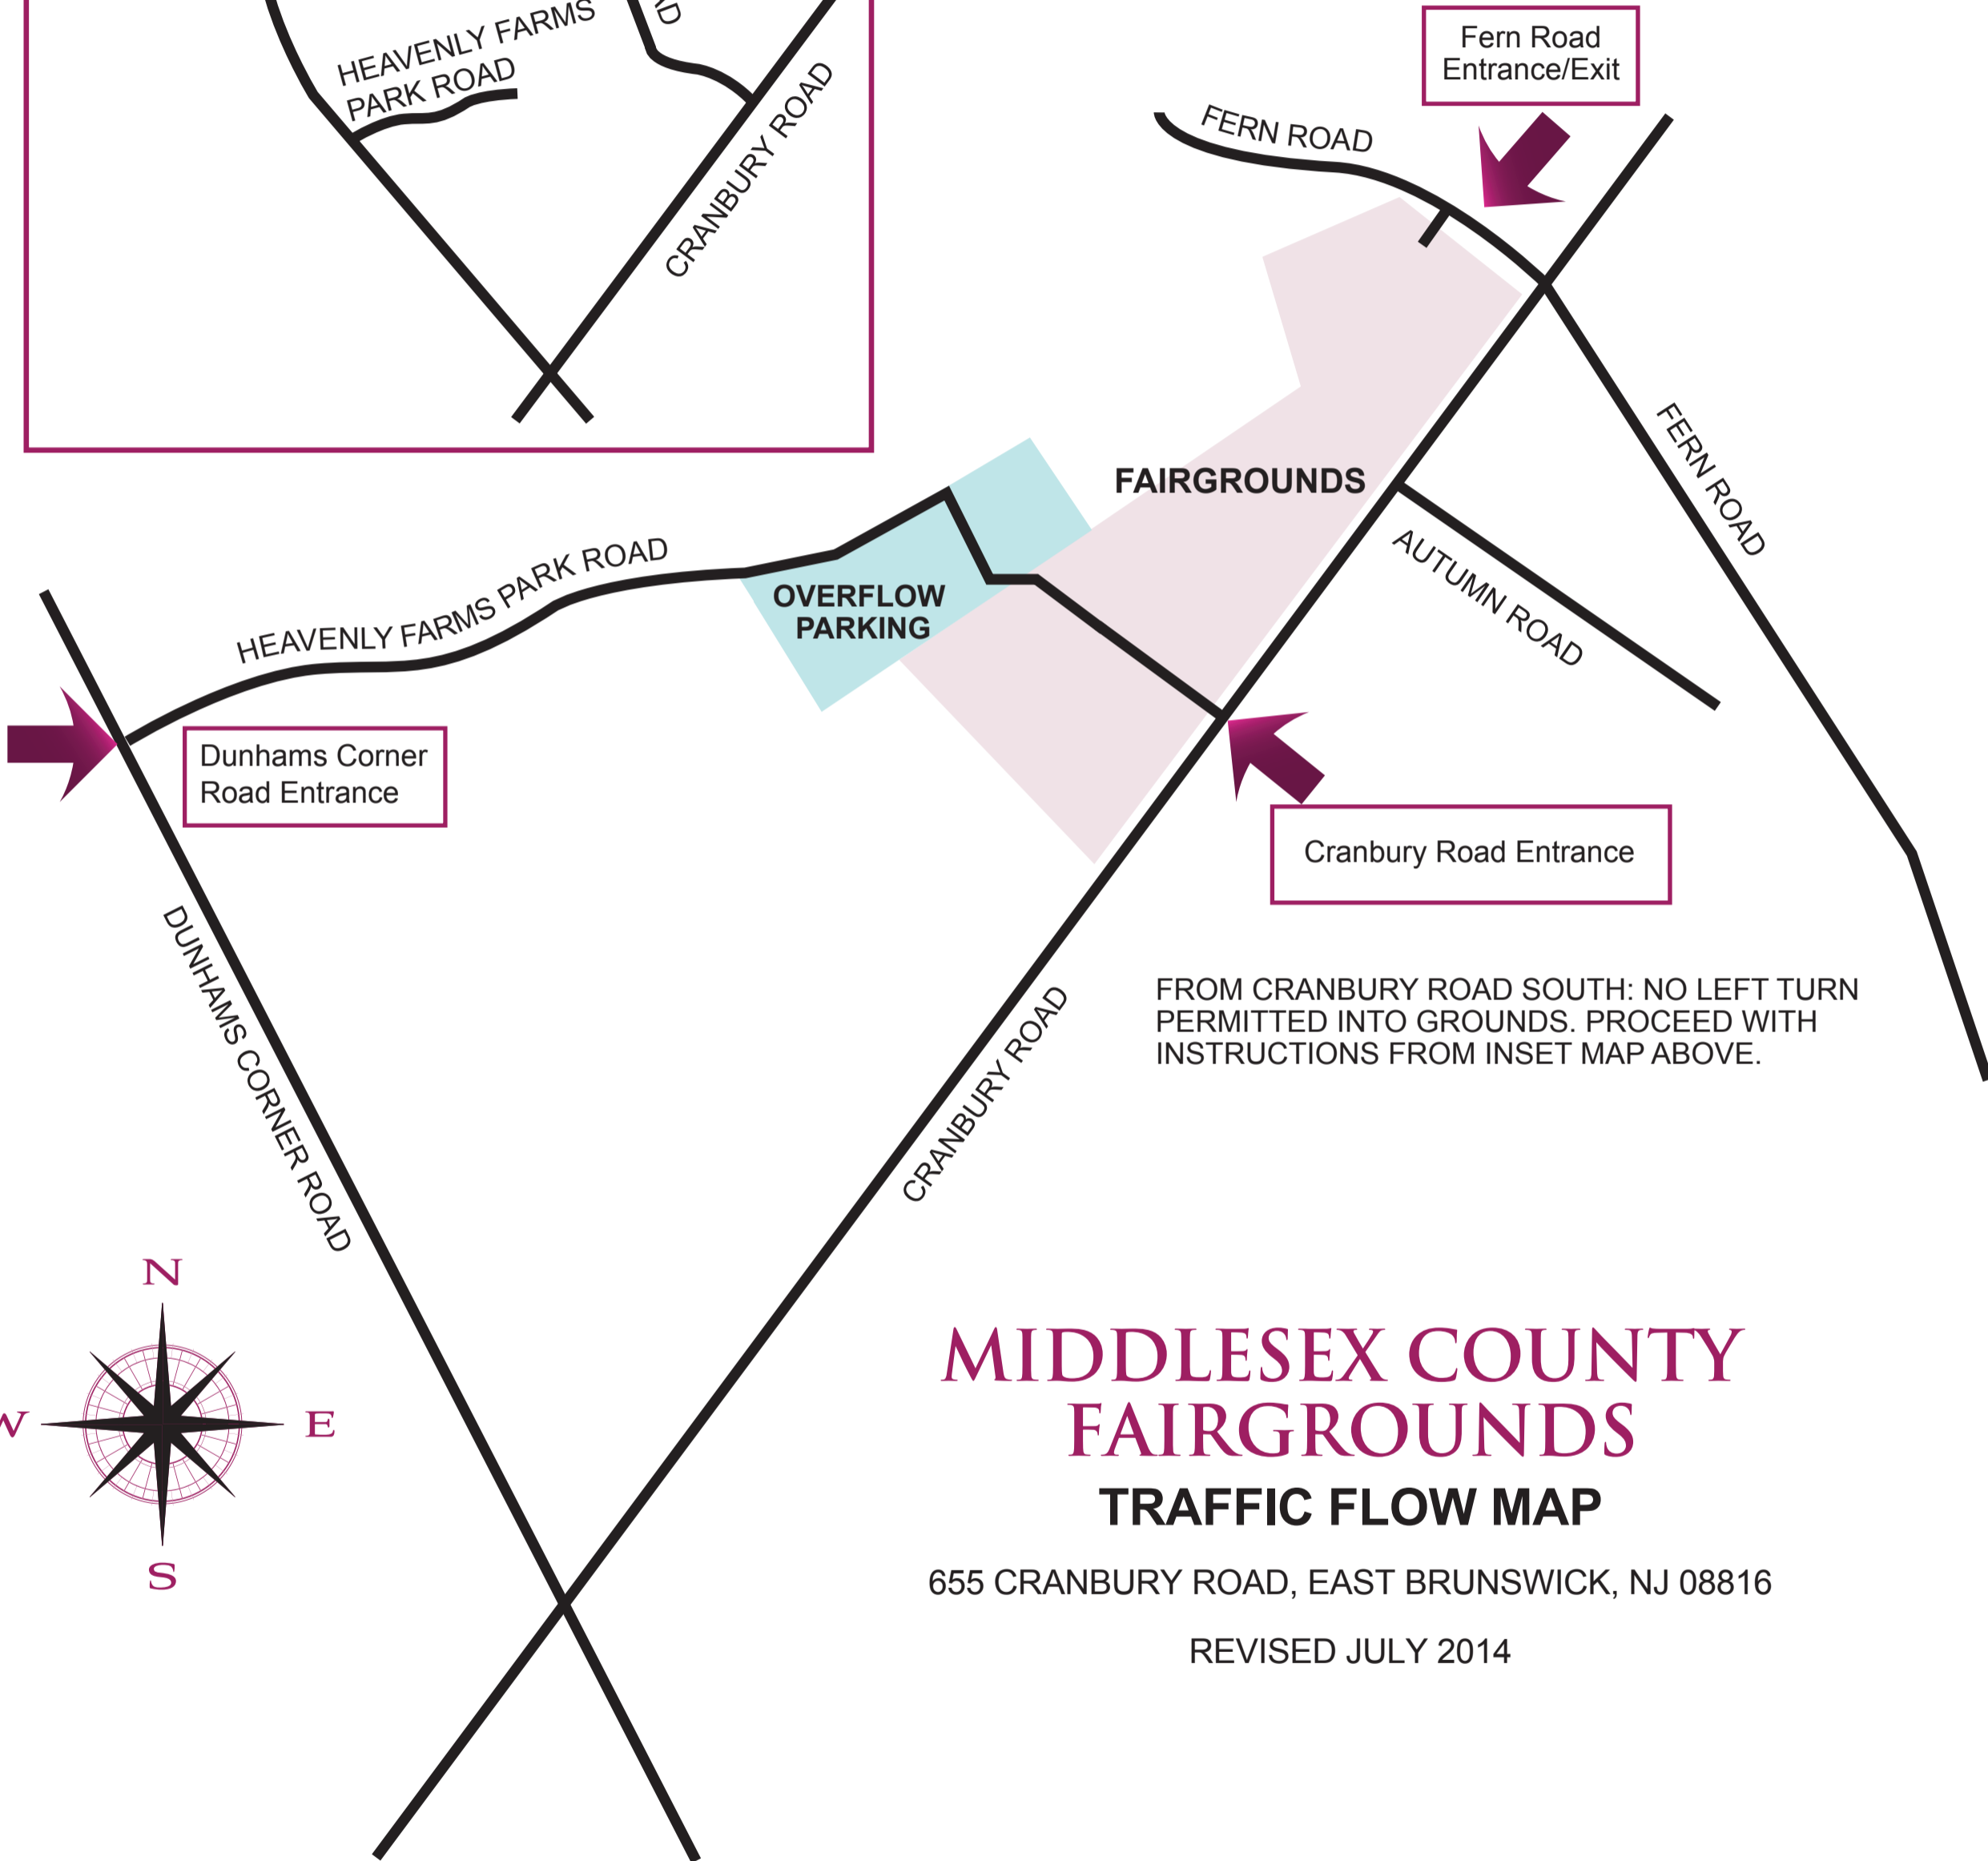 HEAVENLY FARMS
PARK ROAD
CRANBURY ROAD
Fern Road
Entrance/Exit
FERN ROAD
FERN ROAD
AUTUMN ROAD
FAIRGROUNDS
OVERFLOW
PARKING
HEAVENLY FARMS PARK ROAD
Dunhams Corner
Road Entrance
Cranbury Road Entrance
DUNHAMS CORNER ROAD
CRANBURY ROAD
FROM CRANBURY ROAD SOUTH: NO LEFT TURN
PERMITTED INTO GROUNDS. PROCEED WITH
INSTRUCTIONS FROM INSET MAP ABOVE.
N
W
E
S
MIDDLESEX COUNTY
FAIRGROUNDS
TRAFFIC FLOW MAP
655 CRANBURY ROAD, EAST BRUNSWICK, NJ 08816
REVISED JULY 2014